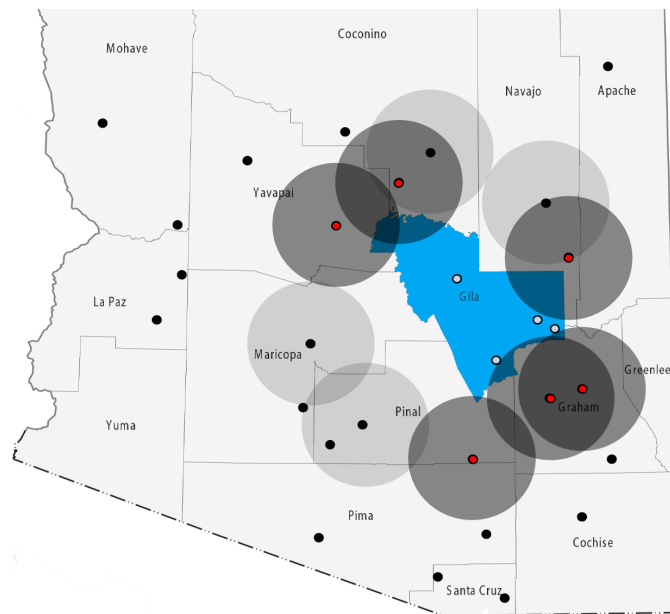 Coconino
Mohave
Navajo
Apache
Yavapai
La Paz
Gila
Maricopa
Greenlee
Graham
Pinal
Yuma
Pima
Cochise
Santa Cruz